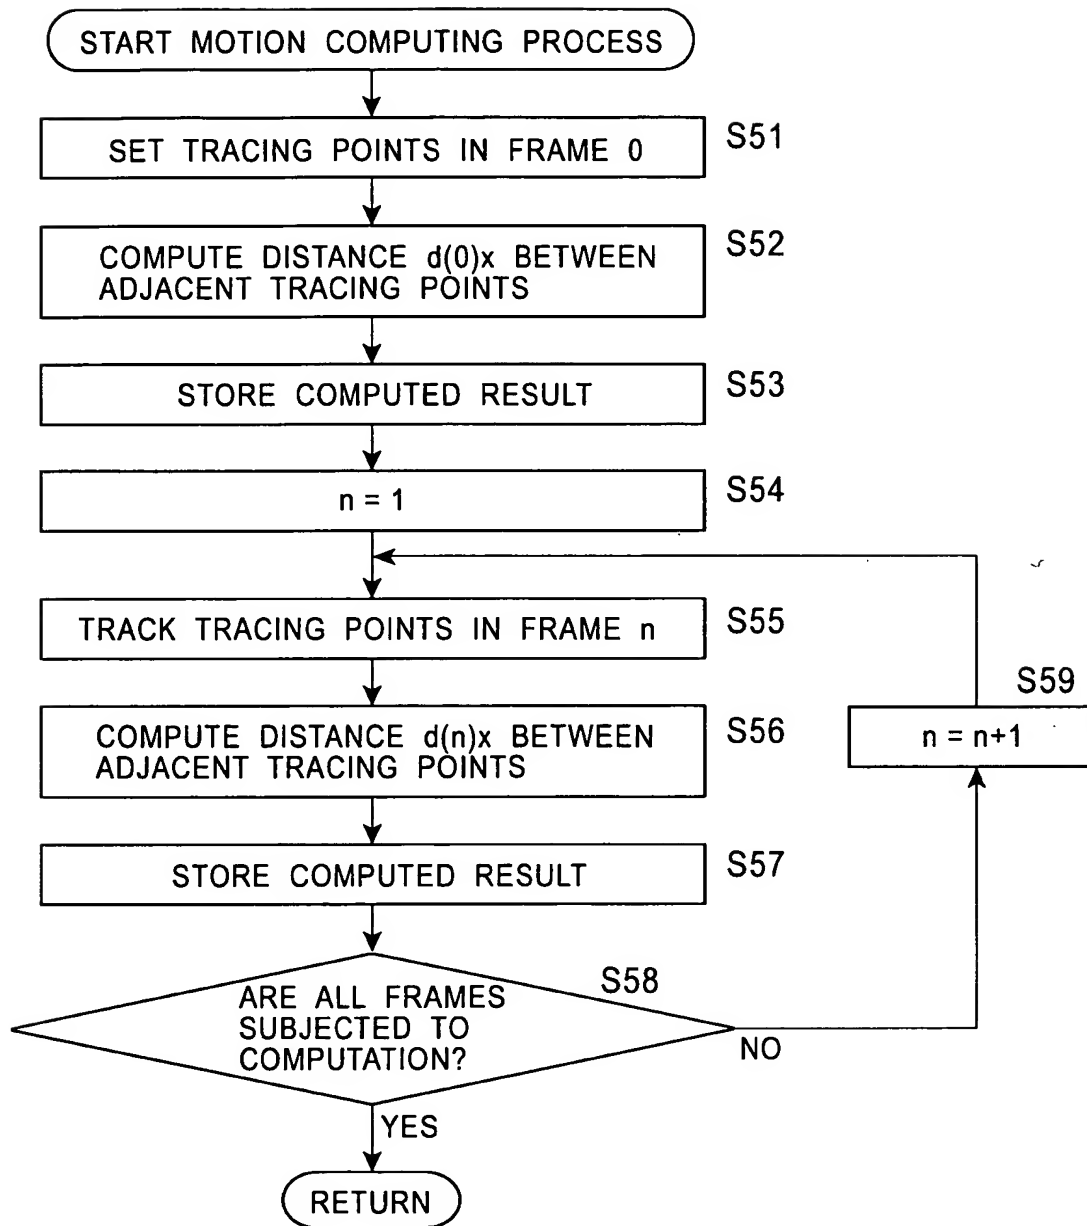 START MOTION COMPUTING PROCESS
SET TRACING POINTS IN FRAME 0
S51
COMPUTE DISTANCE d(0)x BETWEEN
ADJACENT TRACING POINTS
S52
STORE COMPUTED RESULT
S53
n = 1
S54
TRACK TRACING POINTS IN FRAME n
S55
COMPUTE DISTANCE d(n)x BETWEEN
ADJACENT TRACING POINTS
S56
S59
n = n+1
STORE COMPUTED RESULT
S57
ARE ALL FRAMES
SUBJECTED TO
COMPUTATION?
S58
NO
YES
RETURN